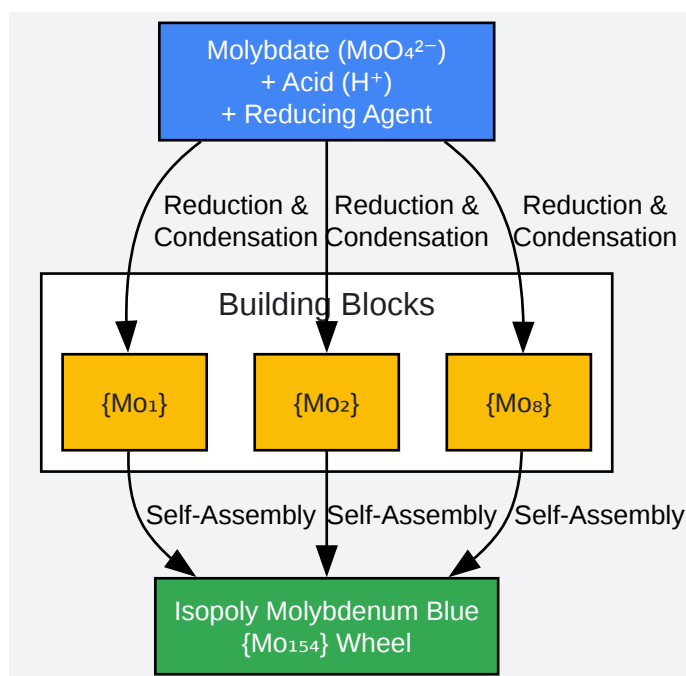 Molybdate (MoO₄²⁻)
+ Acid (H⁺)
+ Reducing Agent
Reduction &
Condensation
Reduction &
Condensation
Reduction &
Condensation
Building Blocks
{Mo₁}
{Mo₂}
{Mo₈}
Self-Assembly
Self-Assembly
Self-Assembly
Isopoly Molybdenum Blue
{Mo₁₅₄} Wheel